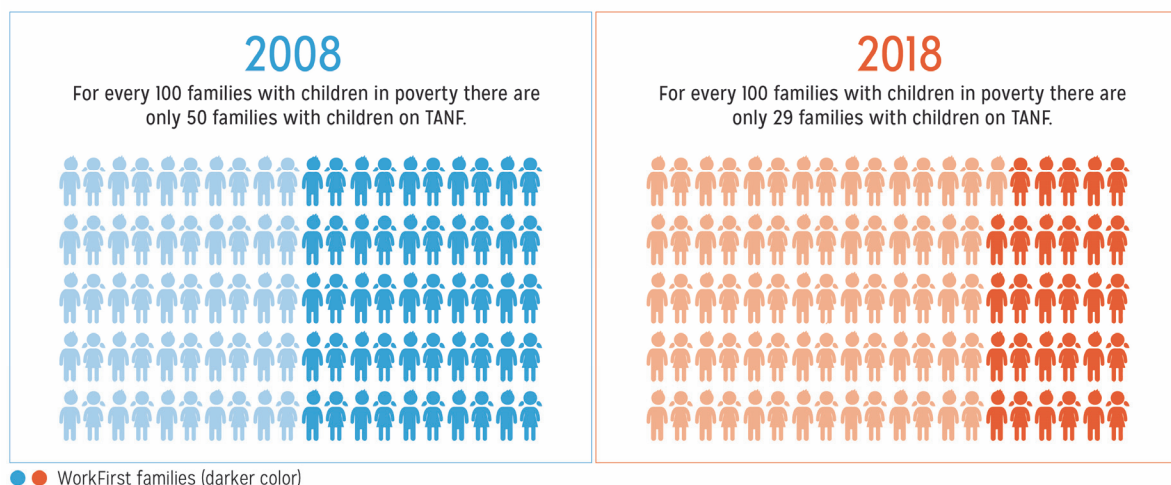 2008
For every 100 families with children in poverty there are
only 50 families with children on TANF.
2018
For every 100 families with children in poverty there are
only 29 families with children on TANF.
WorkFirst families (darker color)